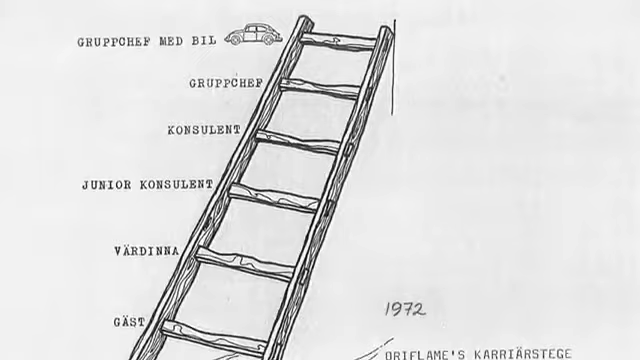 GRUPPCHEF MED BIL
GRUPPCHEF
KONSULENT
JUNIOR KONSULENT
VÄRDINNA
GÄST
1972
ORIFLAME'S KARRIÄRSTEGE